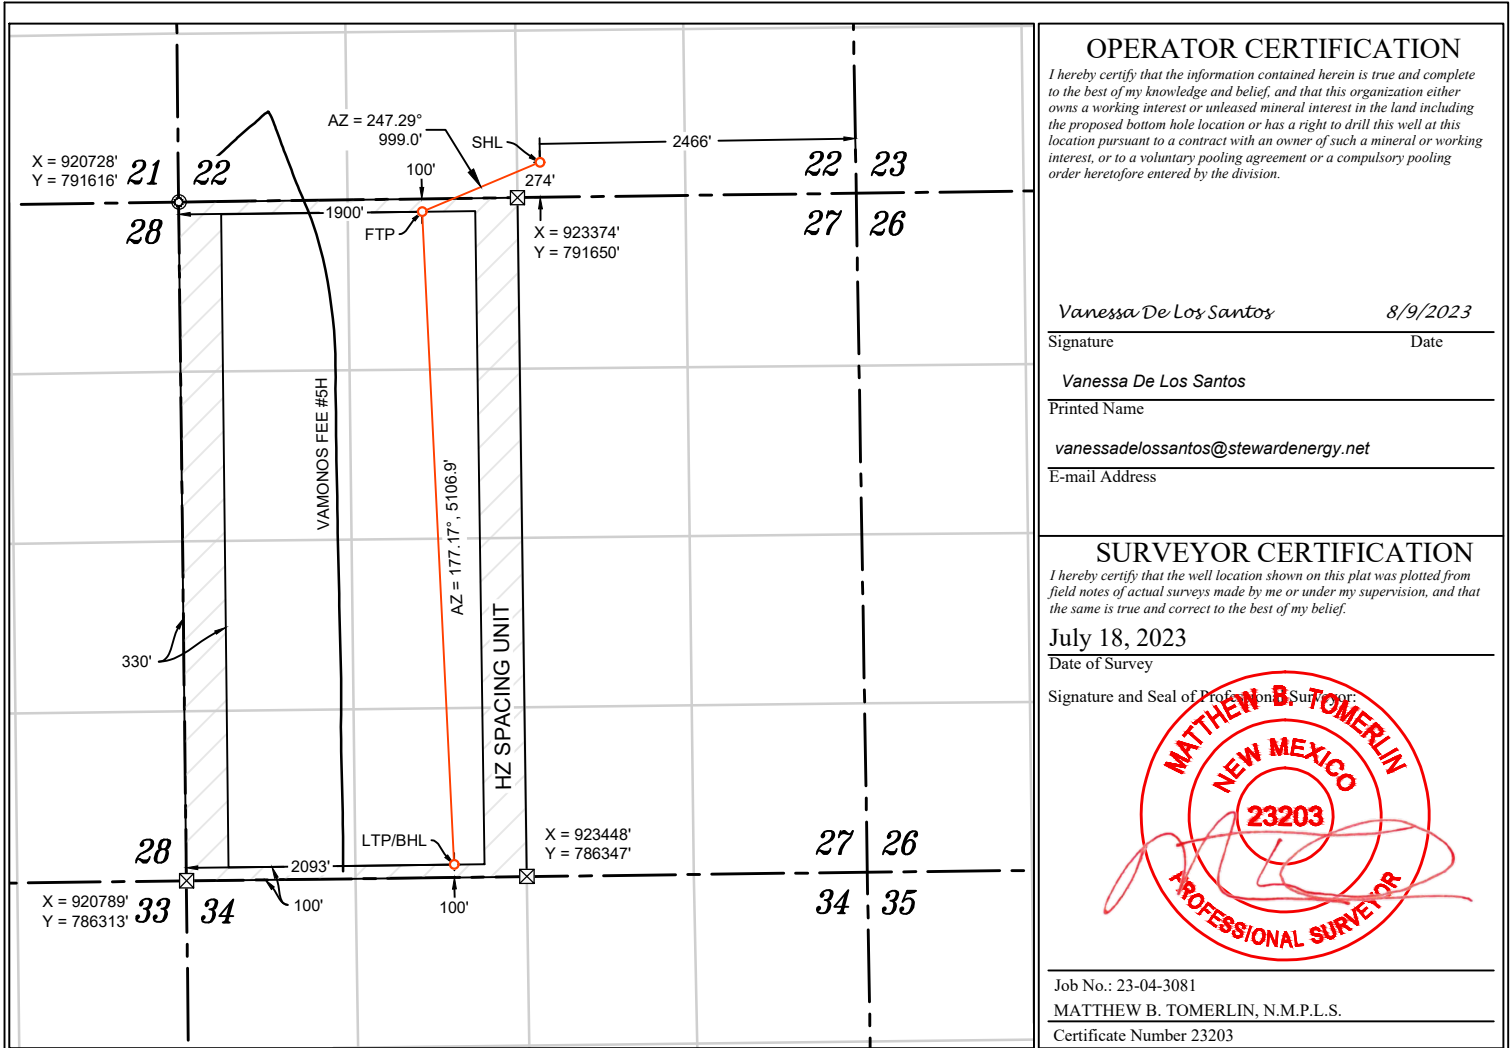 AZ = 247.29°
999.0'
SHL
2466'
X = 920728'
Y = 791616'
21 22
22 23
100'
274'
28
1900'
FTP
X = 923374'
Y = 791650'
27 26
VAMONOS FEE #5H
AZ = 177.17°, 5106.9'
HZ SPACING UNIT
330'
28
LTP/BHL
2093'
X = 923448'
Y = 786347'
27 26
X = 920789'
Y = 786313'
33 34
100'
100'
34 35
OPERATOR CERTIFICATION
I hereby certify that the information contained herein is true and complete
to the best of my knowledge and belief, and that this organization either
owns a working interest or unleased mineral interest in the land including
the proposed bottom hole location or has a right to drill this well at this
location pursuant to a contract with an owner of such a mineral or working
interest, or to a voluntary pooling agreement or a compulsory pooling
order heretofore entered by the division.
Vanessa De Los Santos 8/9/2023
Signature Date
Vanessa De Los Santos
Printed Name
vanessadelossantos@stewardenergy.net
E-mail Address
SURVEYOR CERTIFICATION
I hereby certify that the well location shown on this plat was plotted from
field notes of actual surveys made by me or under my supervision, and that
the same is true and correct to the best of my belief.
July 18, 2023
Date of Survey
Signature and Seal of Professional Surveyor:
MATTHEW B. TOMERLIN
NEW MEXICO
23203
PROFESSIONAL SURVEYOR
Job No.: 23-04-3081
MATTHEW B. TOMERLIN, N.M.P.L.S.
Certificate Number 23203